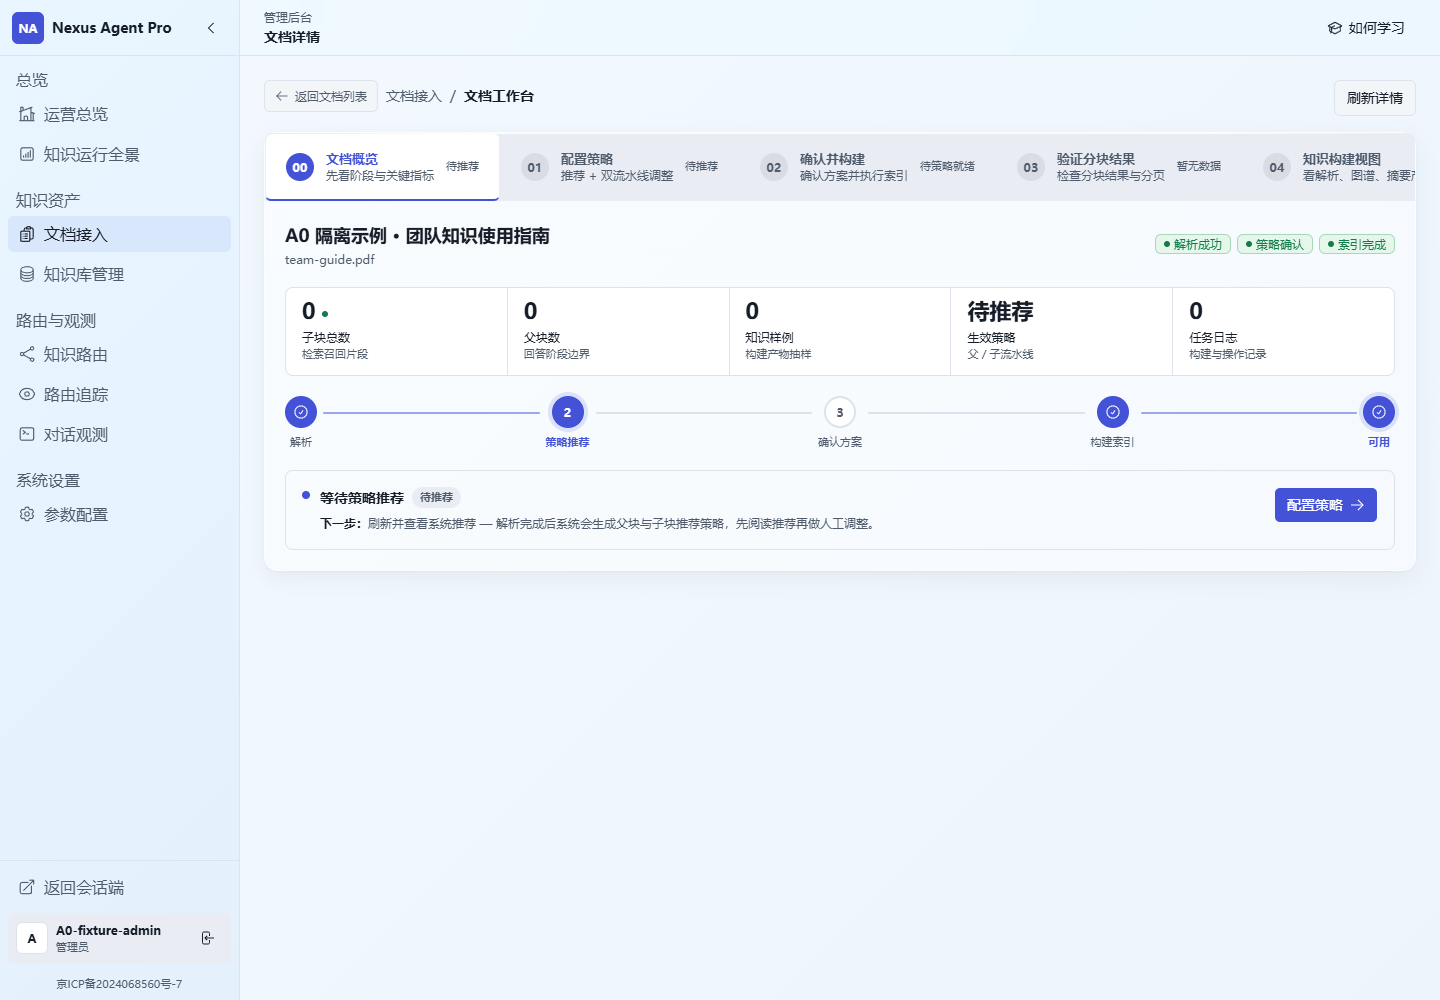 NA
Nexus Agent Pro
总览
运营总览
知识运行全景
知识资产
文档接入
知识库管理
路由与观测
知识路由
路由追踪
对话观测
系统设置
参数配置
返回会话端
A
A0-fixture-admin
管理员
京ICP备2024068560号-7
管理后台
文档详情
如何学习
返回文档列表
文档接入 / 文档工作台
刷新详情
00
文档概览
先看阶段与关键指标
待推荐
01
配置策略
推荐 + 双流水线调整
待推荐
02
确认并构建
确认方案并执行索引
待策略就绪
03
验证分块结果
检查分块结果与分页
暂无数据
04
知识构建视图
看解析、图谱、摘要
A0 隔离示例 • 团队知识使用指南
team-guide.pdf
解析成功
策略确认
索引完成
0
子块总数
检索召回片段
0
父块数
回答阶段边界
0
知识样例
构建产物抽样
待推荐
生效策略
父 / 子流水线
0
任务日志
构建与操作记录
解析
2
策略推荐
3
确认方案
构建索引
可用
等待策略推荐 待推荐
下一步：刷新并查看系统推荐 — 解析完成后系统会生成父块与子块推荐策略，先阅读推荐再做人工调整。
配置策略